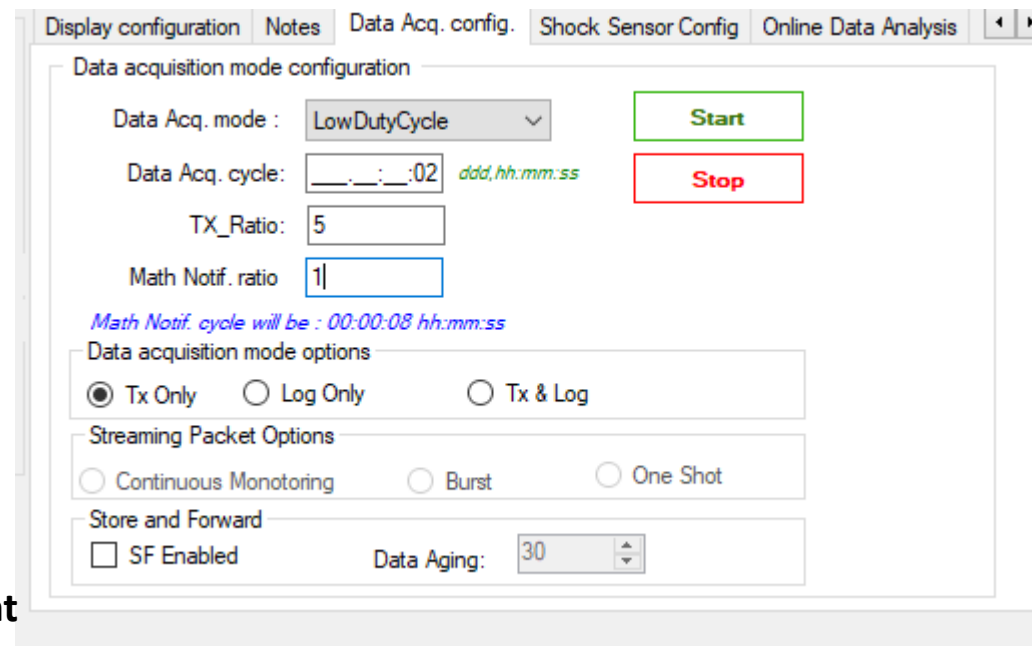 Display configuration Notes Data Acq. config. Shock Sensor Config Online Data Analysis
Data acquisition mode configuration
Data Acq. mode : LowDutyCycle Start
Data Acq. cycle: ___.__:__:02 ddd,hh:mm:ss Stop
TX_Ratio: 5
Math Notif. ratio 1
Math Notif. cycle will be : 00:00:08 hh:mm:ss
Data acquisition mode options
Tx Only Log Only Tx & Log
Streaming Packet Options
Continuous Monotoring Burst One Shot
Store and Forward
SF Enabled Data Aging: 30